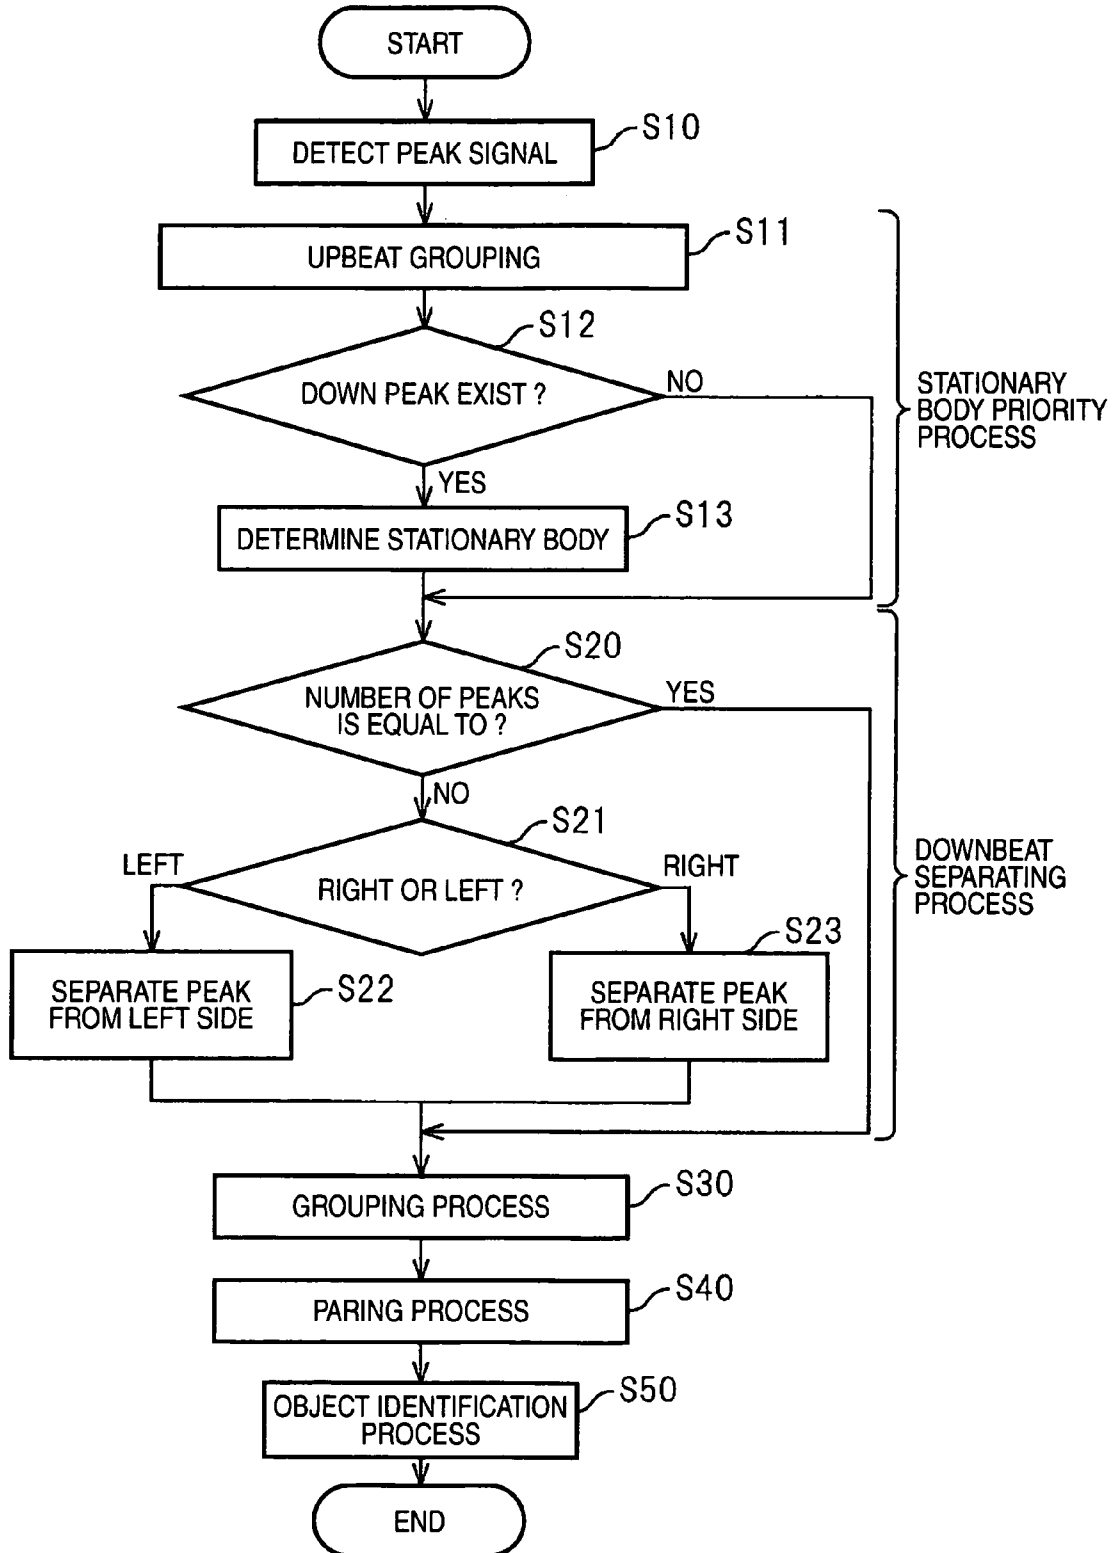 START
S10
DETECT PEAK SIGNAL
S11
UPBEAT GROUPING
S12
DOWN PEAK EXIST ?
NO
STATIONARY
BODY PRIORITY
PROCESS
YES
S13
DETERMINE STATIONARY BODY
S20
NUMBER OF PEAKS
IS EQUAL TO ?
YES
NO
S21
LEFT
RIGHT OR LEFT ?
RIGHT
DOWNBEAT
SEPARATING
PROCESS
SEPARATE PEAK
FROM LEFT SIDE
S22
S23
SEPARATE PEAK
FROM RIGHT SIDE
S30
GROUPING PROCESS
S40
PARING PROCESS
S50
OBJECT IDENTIFICATION
PROCESS
END